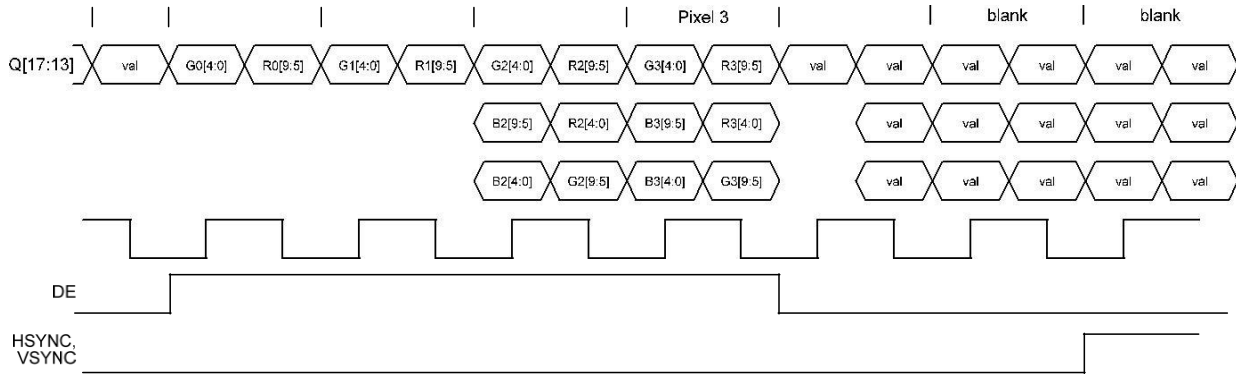 Pixel 3 blank blank
Q[17:13] val G0[4:0] R0[9:5] G1[4:0] R1[9:5] G2[4:0] R2[9:5] G3[4:0] R3[9:5] val val val val val val
B2[9:5] R2[4:0] B3[9:5] R3[4:0] val val val val val
B2[4:0] G2[9:5] B3[4:0] G3[9:5] val val val val val
DE
HSYNC,
VSYNC